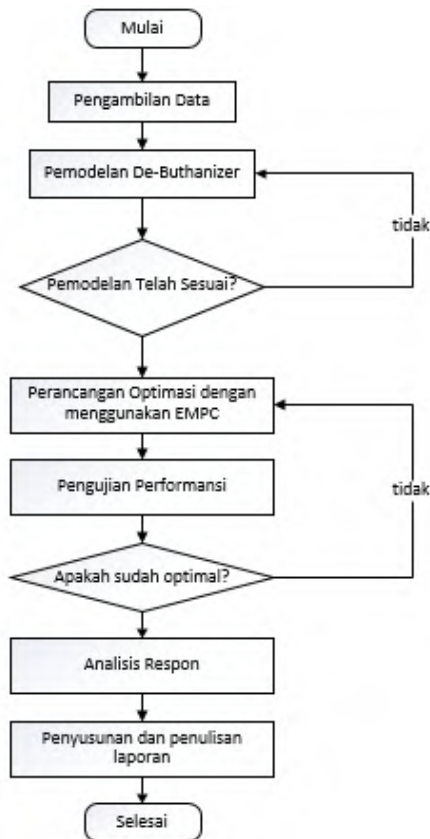 Mulai
Pengambilan Data
Pemodelan De-Buthanizer
tidak
Pemodelan Telah Sesuai?
Perancangan Optimasi dengan
menggunakan EMPC
Pengujian Performansi
tidak
Apakah sudah optimal?
Analisis Respon
Penyusunan dan penulisan
laporan
Selesai